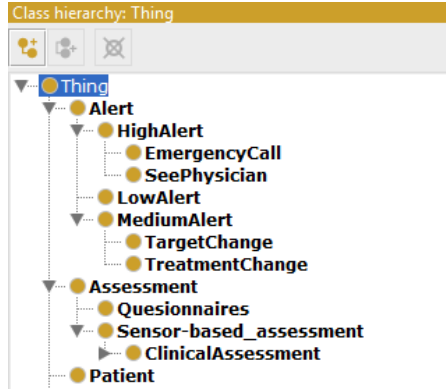 Class hierarchy: Thing
Thing
Alert
HighAlert
EmergencyCall
SeePhysician
LowAlert
MediumAlert
TargetChange
TreatmentChange
Assessment
Quesionnaires
Sensor-based_assessment
ClinicalAssessment
Patient